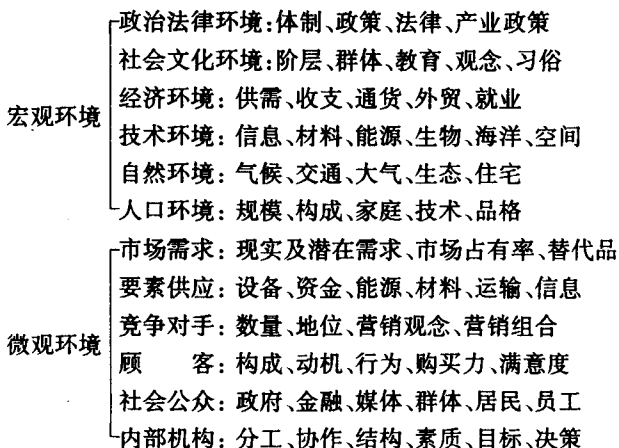 宏观环境
政治法律环境:体制、政策、法律、产业政策
社会文化环境:阶层、群体、教育、观念、习俗
经济环境: 供需、收支、通货、外贸、就业
技术环境: 信息、材料、能源、生物、海洋、空间
自然环境: 气候、交通、大气、生态、住宅
人口环境: 规模、构成、家庭、技术、品格
微观环境
市场需求: 现实及潜在需求、市场占有率、替代品
要素供应: 设备、资金、能源、材料、运输、信息
竞争对手: 数量、地位、营销观念、营销组合
顾　　客: 构成、动机、行为、购买力、满意度
社会公众: 政府、金融、媒体、群体、居民、员工
内部机构: 分工、协作、结构、素质、目标、决策